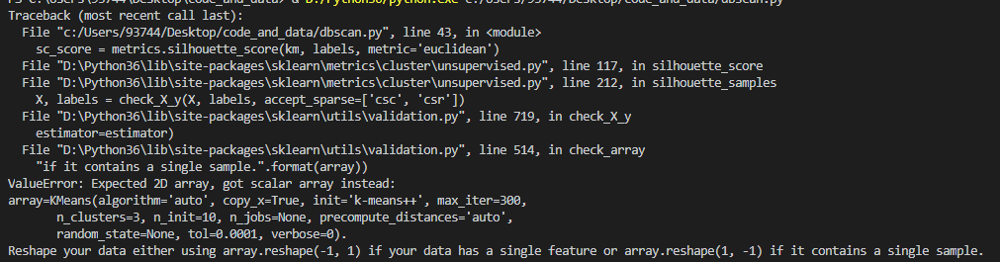 PS C:\Users\93744\Desktop\code_and_data> & D:/Python36/python.exe c:/Users/93744/Desktop/code_and_data/dbscan.py
Traceback (most recent call last):
  File "c:/Users/93744/Desktop/code_and_data/dbscan.py", line 43, in <module>
    sc_score = metrics.silhouette_score(km, labels, metric='euclidean')
  File "D:\Python36\lib\site-packages\sklearn\metrics\cluster\unsupervised.py", line 117, in silhouette_score
  File "D:\Python36\lib\site-packages\sklearn\metrics\cluster\unsupervised.py", line 212, in silhouette_samples
    X, labels = check_X_y(X, labels, accept_sparse=['csc', 'csr'])
  File "D:\Python36\lib\site-packages\sklearn\utils\validation.py", line 719, in check_X_y
    estimator=estimator)
  File "D:\Python36\lib\site-packages\sklearn\utils\validation.py", line 514, in check_array
    "if it contains a single sample.".format(array))
ValueError: Expected 2D array, got scalar array instead:
array=KMeans(algorithm='auto', copy_x=True, init='k-means++', max_iter=300,
       n_clusters=3, n_init=10, n_jobs=None, precompute_distances='auto',
       random_state=None, tol=0.0001, verbose=0).
Reshape your data either using array.reshape(-1, 1) if your data has a single feature or array.reshape(1, -1) if it contains a single sample.